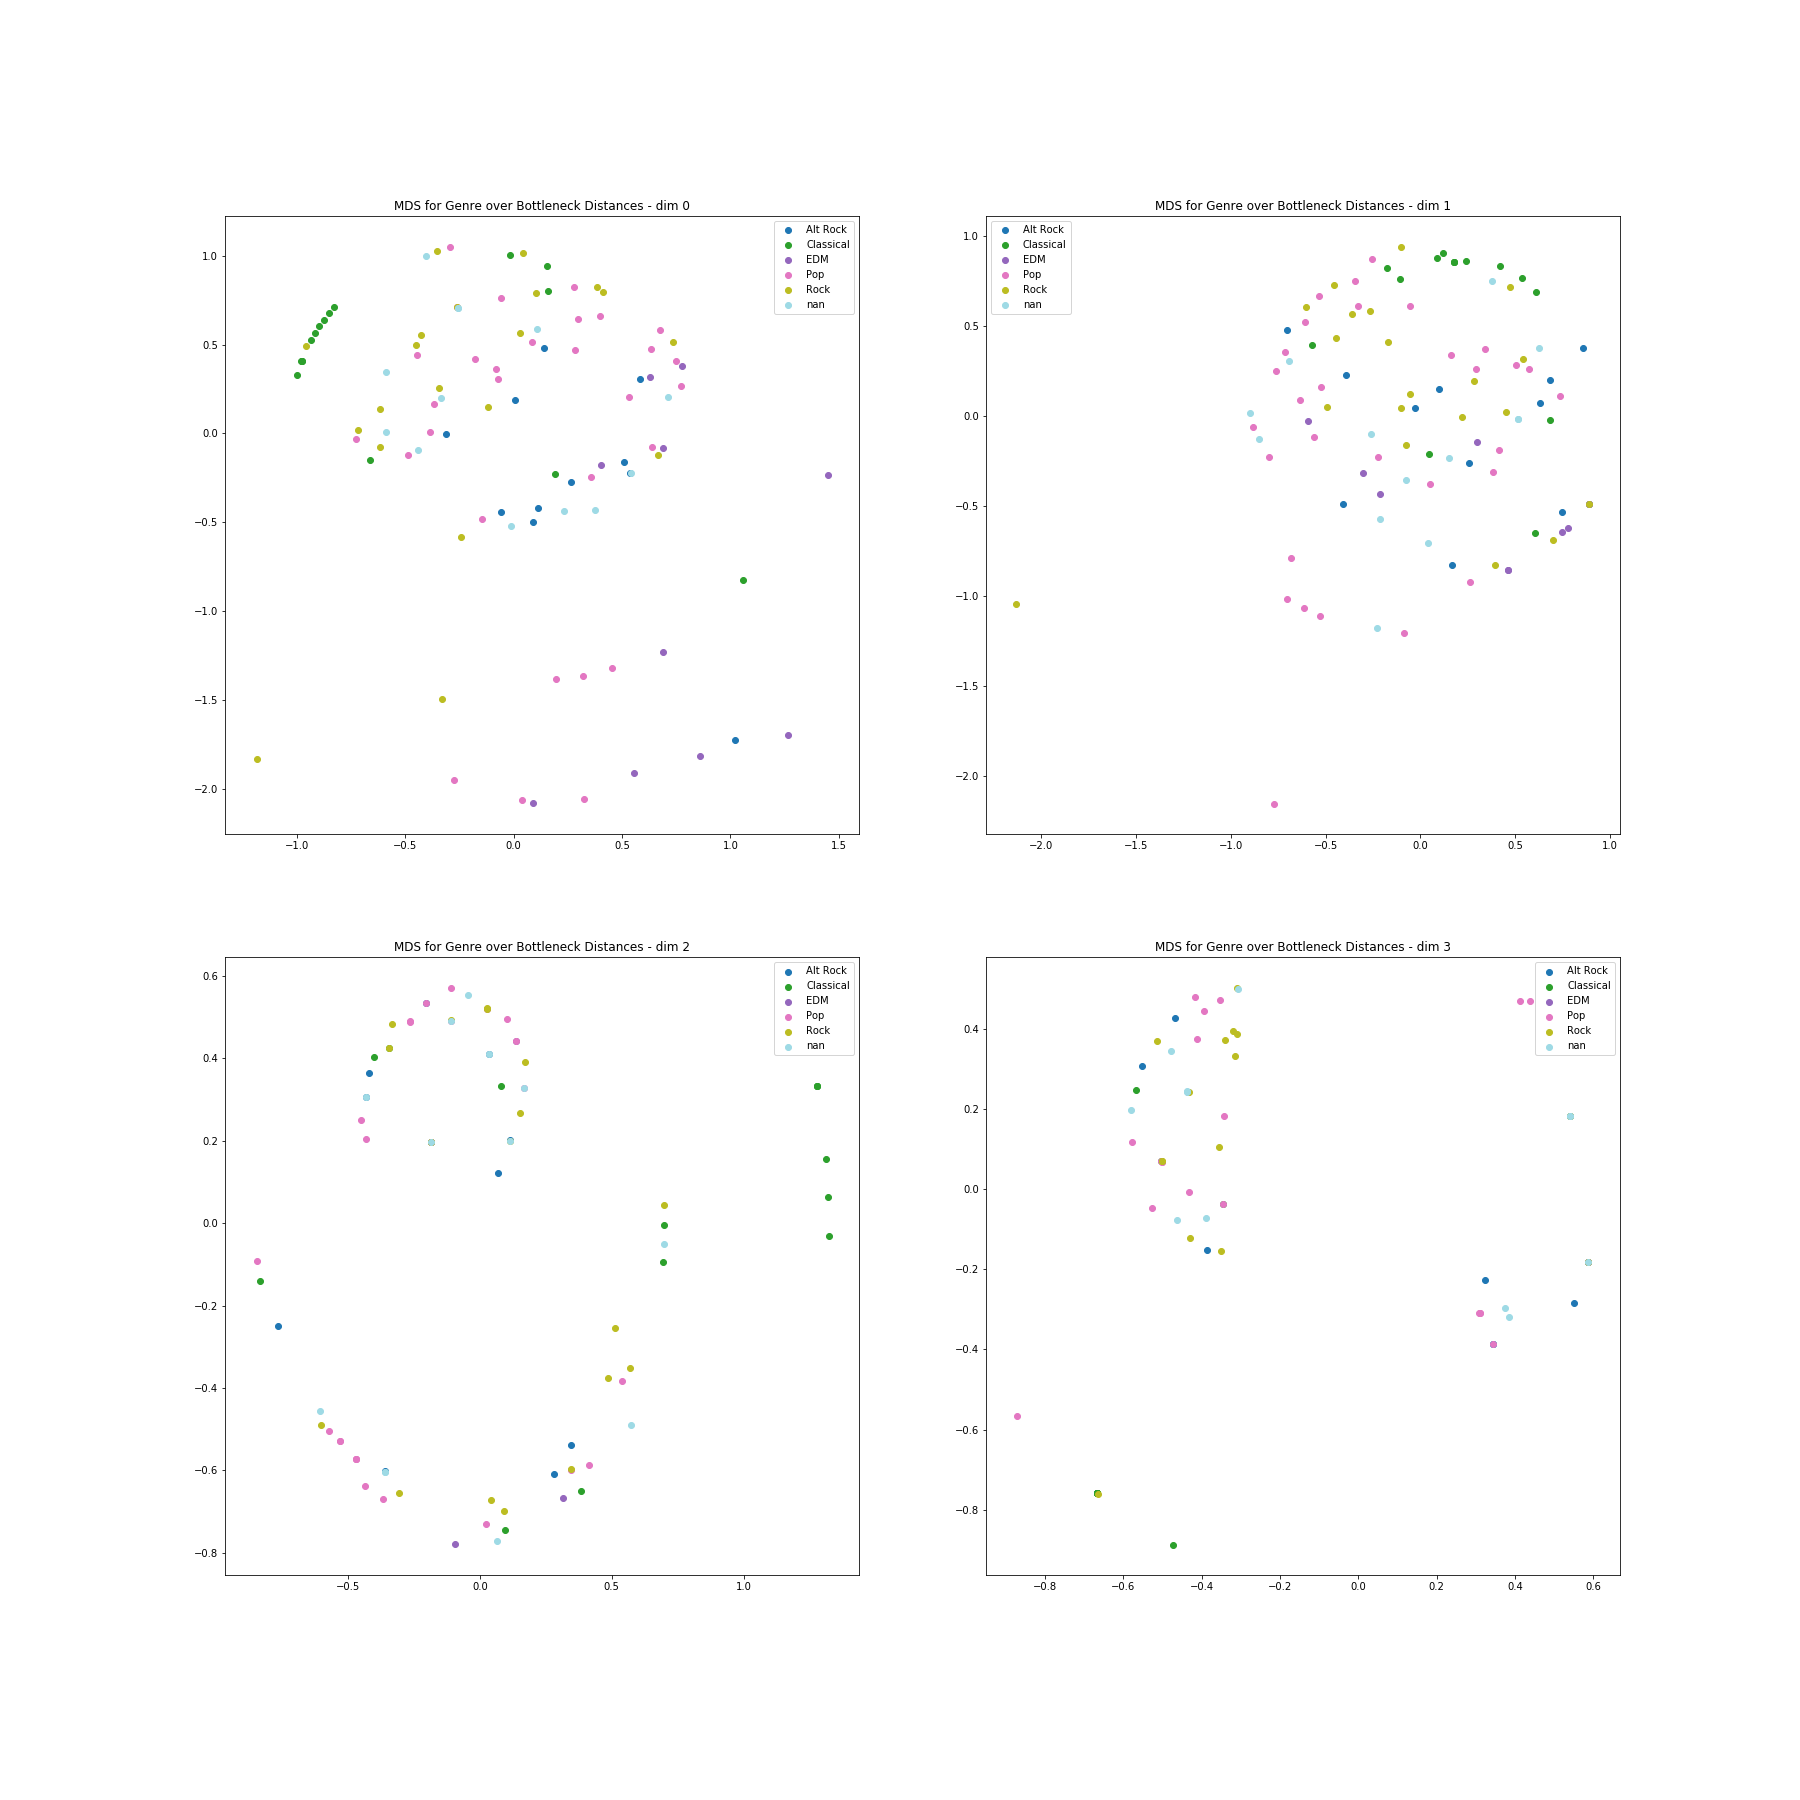 MDS for Genre over Bottleneck Distances - dim 0
Alt Rock
Classical
EDM
Pop
Rock
nan
1.0
0.5
0.0
−0.5
−1.0
−1.5
−2.0
−1.0 −0.5 0.0 0.5 1.0 1.5
MDS for Genre over Bottleneck Distances - dim 1
Alt Rock
Classical
EDM
Pop
Rock
nan
1.0
0.5
0.0
−0.5
−1.0
−1.5
−2.0
−2.0 −1.5 −1.0 −0.5 0.0 0.5 1.0
MDS for Genre over Bottleneck Distances - dim 2
Alt Rock
Classical
EDM
Pop
Rock
nan
0.6
0.4
0.2
0.0
−0.2
−0.4
−0.6
−0.8
−0.5 0.0 0.5 1.0
MDS for Genre over Bottleneck Distances - dim 3
Alt Rock
Classical
EDM
Pop
Rock
nan
0.4
0.2
0.0
−0.2
−0.4
−0.6
−0.8
−0.8 −0.6 −0.4 −0.2 0.0 0.2 0.4 0.6